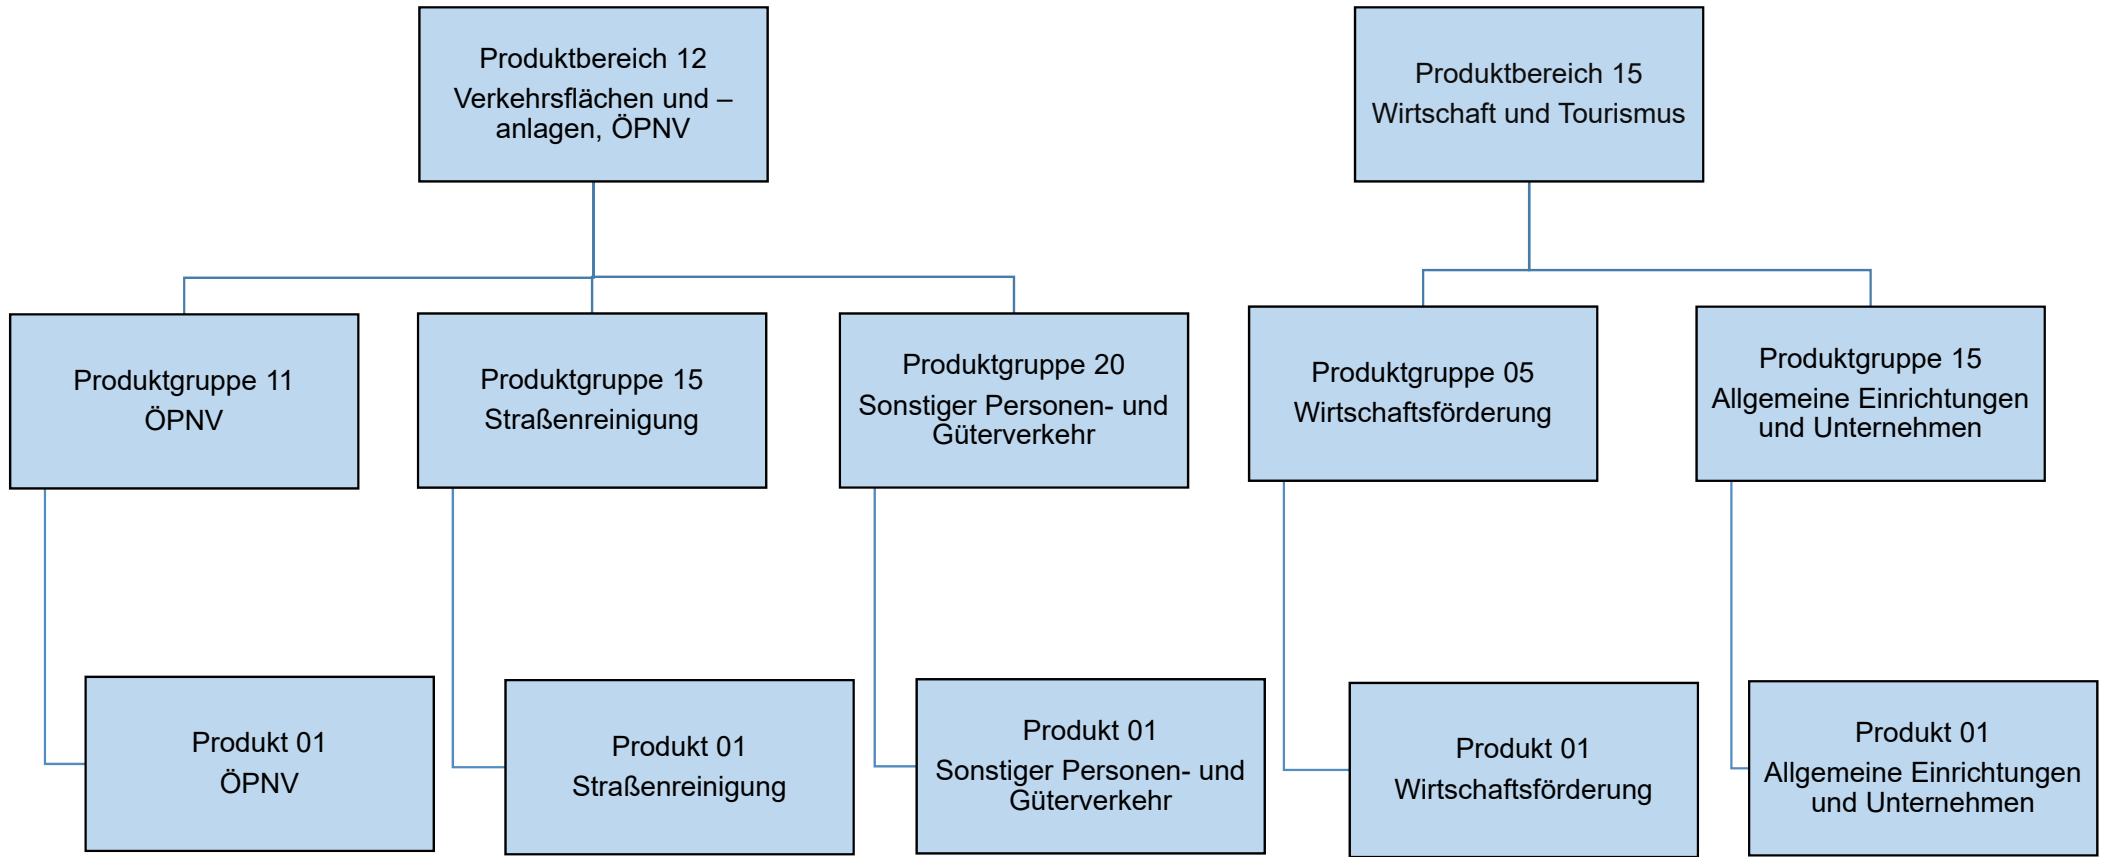 Produktbereich 12
Verkehrsflächen und –
anlagen, ÖPNV
Produktbereich 15
Wirtschaft und Tourismus
Produktgruppe 11
ÖPNV
Produktgruppe 15
Straßenreinigung
Produktgruppe 20
Sonstiger Personen- und
Güterverkehr
Produktgruppe 05
Wirtschaftsförderung
Produktgruppe 15
Allgemeine Einrichtungen
und Unternehmen
Produkt 01
ÖPNV
Produkt 01
Straßenreinigung
Produkt 01
Sonstiger Personen- und
Güterverkehr
Produkt 01
Wirtschaftsförderung
Produkt 01
Allgemeine Einrichtungen
und Unternehmen